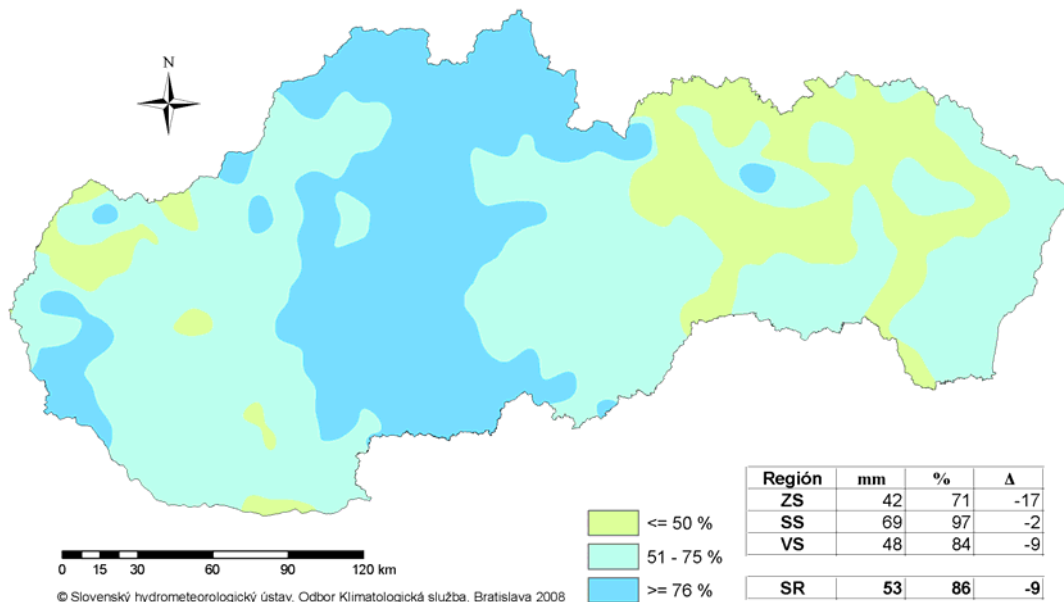 N
Región mm % Δ
ZS 42 71 -17
SS 69 97 -2
VS 48 84 -9
SR 53 86 -9
<= 50 %
51 - 75 %
>= 76 %
0 15 30 60 90 120 km
© Slovenský hydrometeorologický ústav, Odbor Klimatologická služba, Bratislava 2008